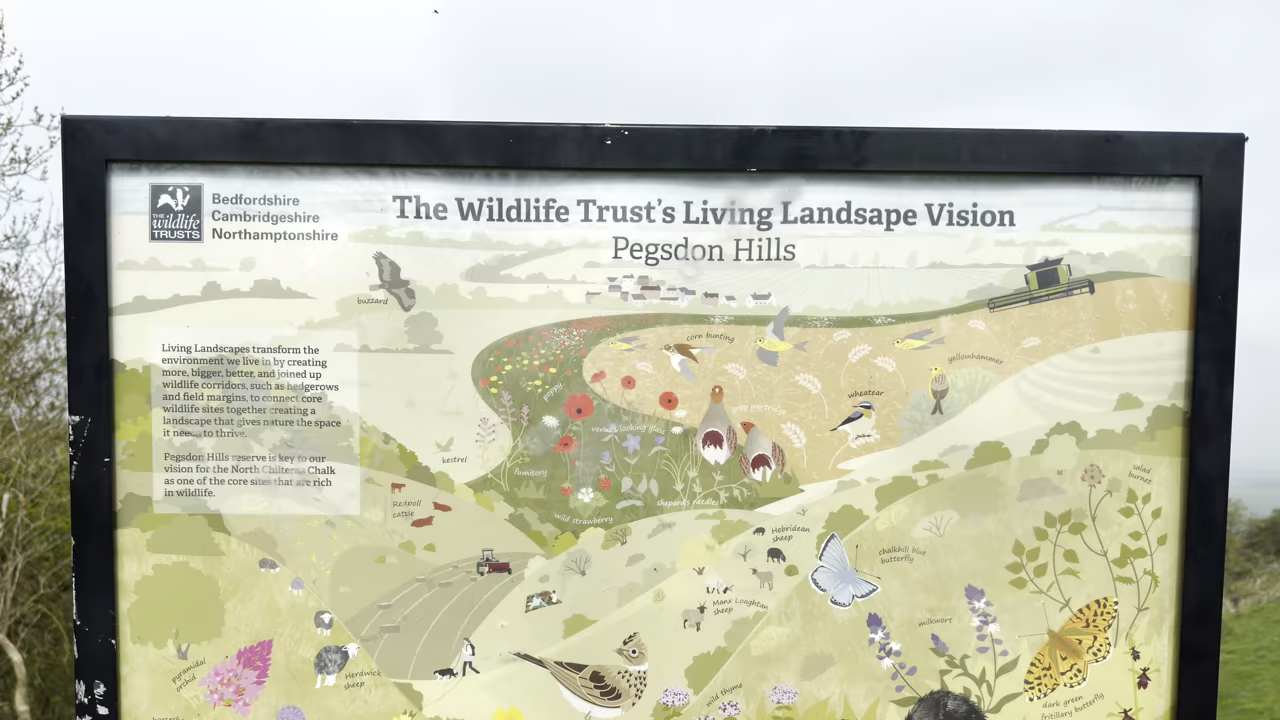 THE
wildlife
TRUSTS
Bedfordshire
Cambridgeshire
Northamptonshire
The Wildlife Trust's Living Landsape Vision
Pegsdon Hills
buzzard
Living Landscapes transform the
environment we live in by creating
more, bigger, better, and joined up
wildlife corridors, such as hedgerows
and field margins, to connect core
wildlife sites together creating a
landscape that gives nature the space
it needs to thrive.
Pegsdon Hills reserve is key to our
vision for the North Chilterns Chalk
as one of the core sites that are rich
in wildlife.
corn bunting
yellowhammer
poppy
wheatear
grey partridge
venus's looking glass
kestrel
fumitory
salad
burnet
shepard's needle
Redpoll
cattle
wild strawberry
Hebridean
sheep
chalkhill blue
butterfly
Manx Loaghtan
sheep
milkwort
pyramidal
orchid
Herdwick
sheep
wild thyme
dark green
fritillary butterfly